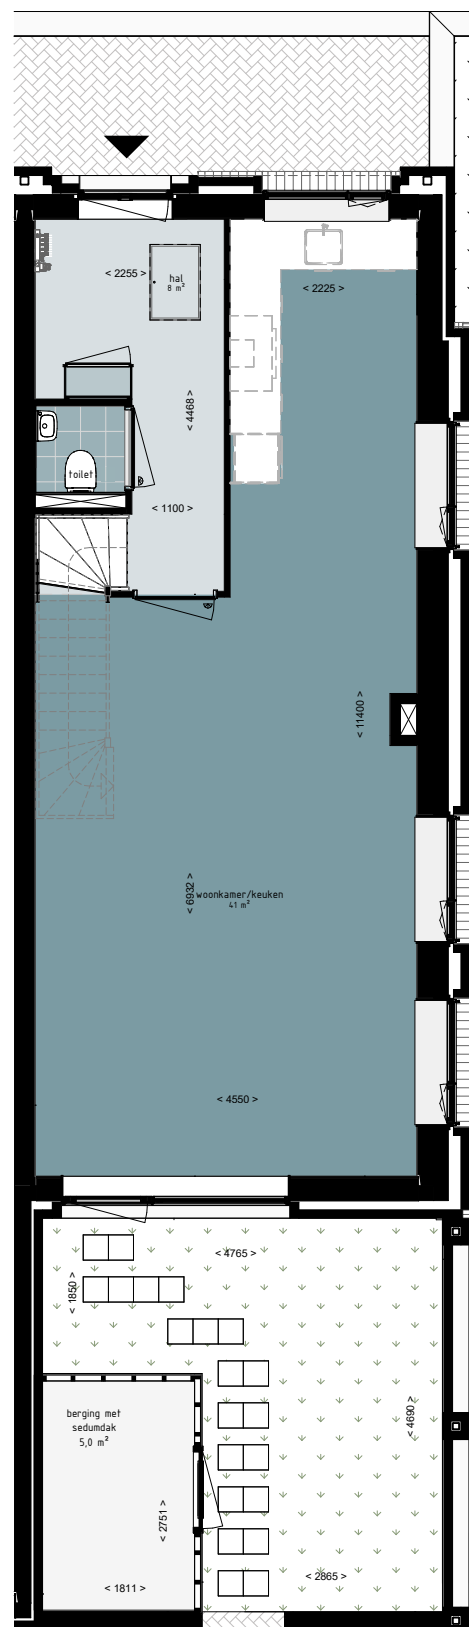 < 2255 >
hal
8 m²
< 2225 >
< 4468 >
toilet
< 1100 >
< 11400 >
< 6932 >
woonkamer/keuken
41 m²
< 4550 >
< 4765 >
< 1850 >
berging met
sedumdak
5,0 m²
< 4690 >
< 2751 >
< 2865 >
< 1811 >